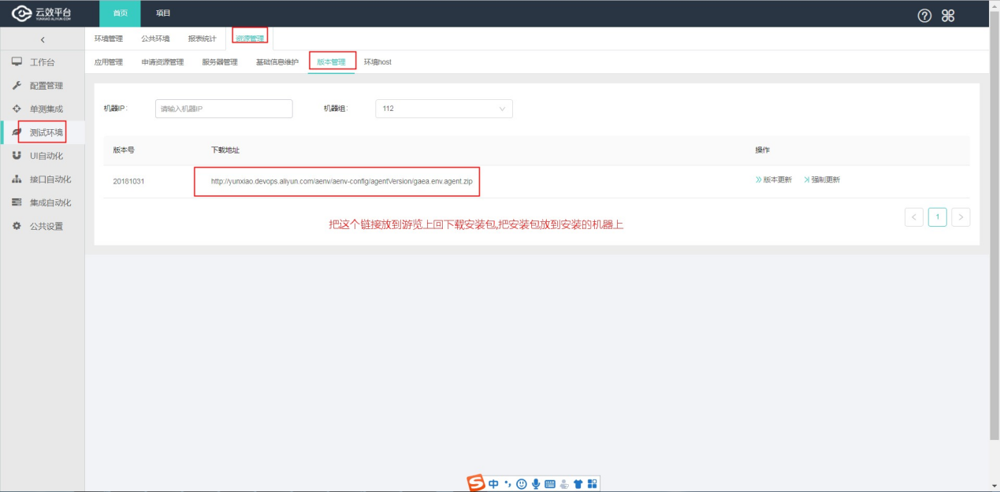 云效平台 首页 项目
YUNXIAO.ALIYUN.COM
环境管理 公共环境 报表统计 资源管理
应用管理 申请资源管理 服务器管理 基础信息维护 版本管理 环境host
工作台
配置管理
单测集成
测试环境
UI自动化
接口自动化
集成自动化
公共设置
机器IP: 请输入机器IP 机器组: 112
版本号 下载地址 操作
20181031 http://yunxiao.devops.aliyun.com/aenv/aenv-config/agentVersion/gaea.env.agent.zip 版本更新 强制更新
< 1 >
把这个链接放到游览上回下载安装包,把安装包放到安装的机器上
中